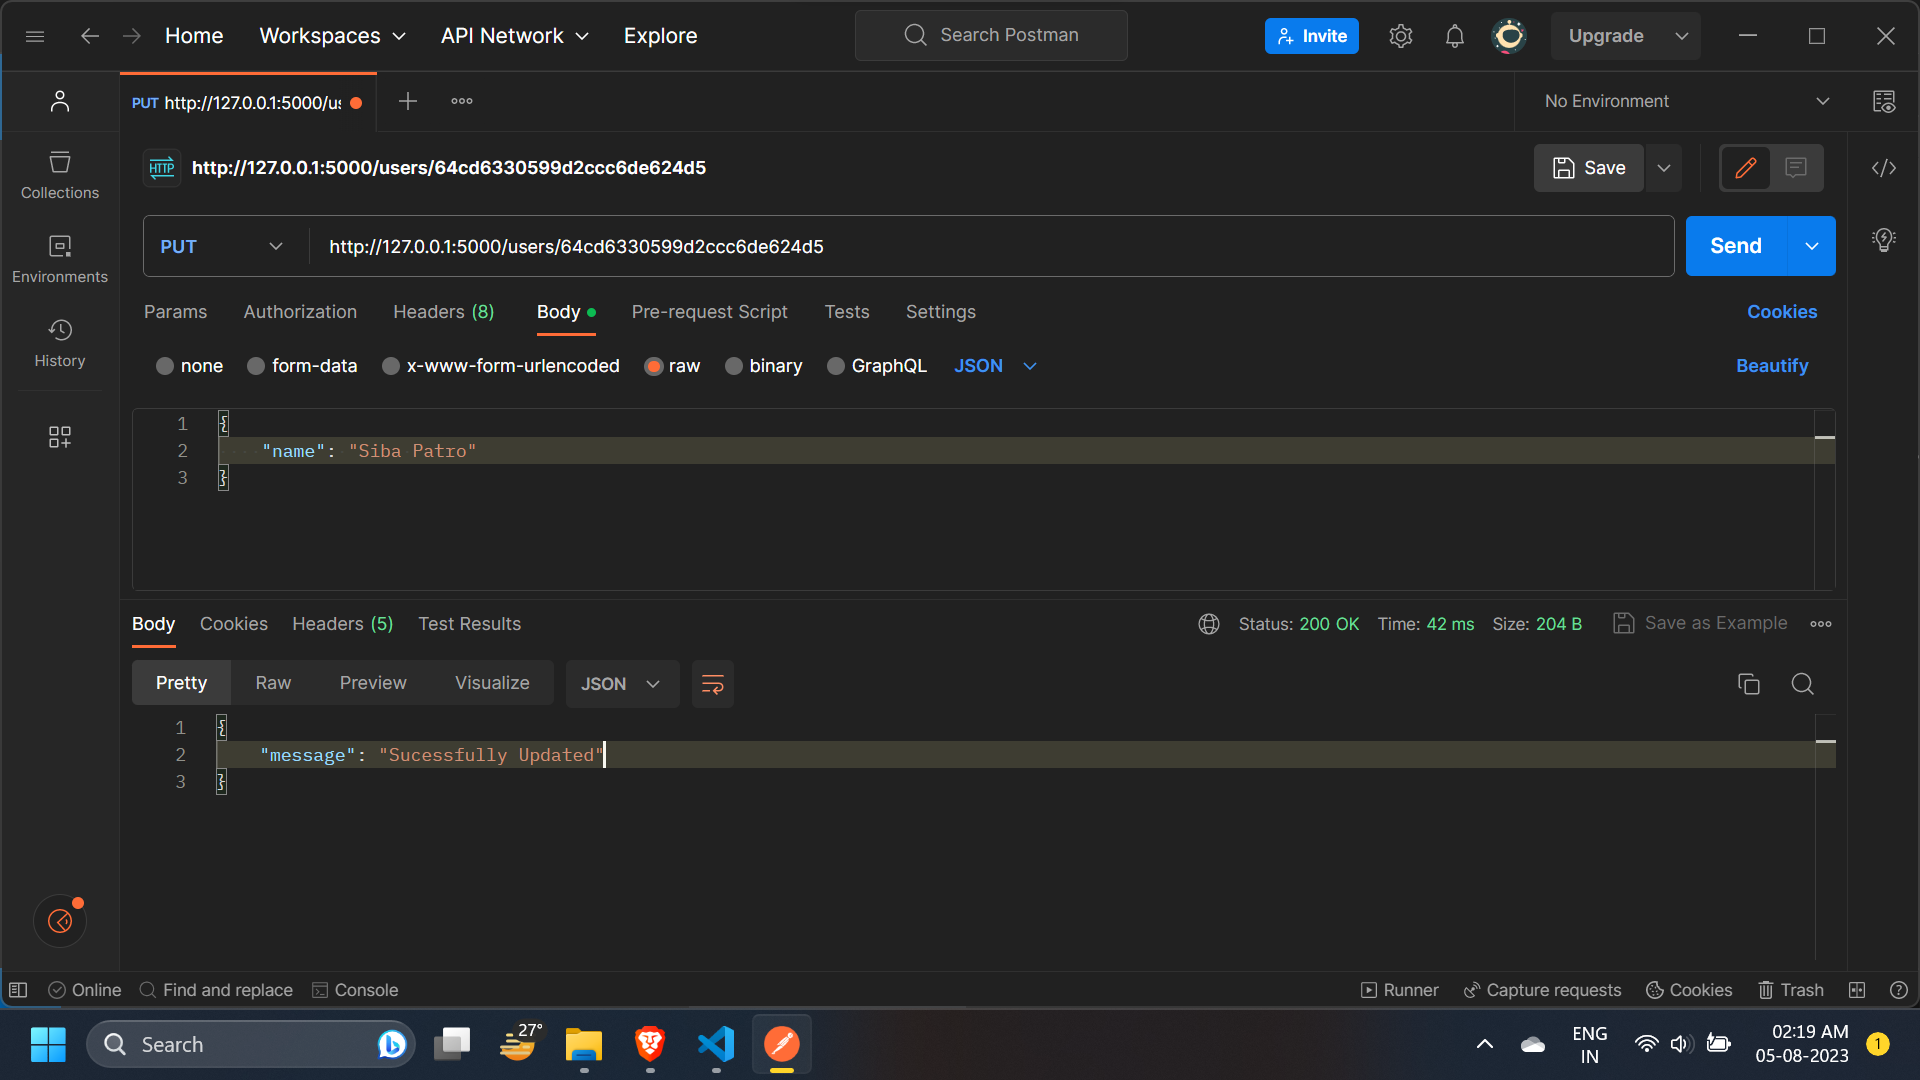 Home Workspaces API Network Explore Search Postman Invite Upgrade
PUT http://127.0.0.1:5000/us No Environment
HTTP http://127.0.0.1:5000/users/64cd6330599d2ccc6de624d5 Save
Collections
PUT http://127.0.0.1:5000/users/64cd6330599d2ccc6de624d5 Send
Environments
Params Authorization Headers (8) Body Pre-request Script Tests Settings Cookies
History
none form-data x-www-form-urlencoded raw binary GraphQL JSON Beautify
1 {
2 "name": "Siba Patro"
3 }
Body Cookies Headers (5) Test Results Status: 200 OK Time: 42 ms Size: 204 B Save as Example
Pretty Raw Preview Visualize JSON
1 {
2 "message": "Sucessfully Updated"
3 }
Online Find and replace Console Runner Capture requests Cookies Trash
Search 27° ENG IN 02:19 AM 05-08-2023 1